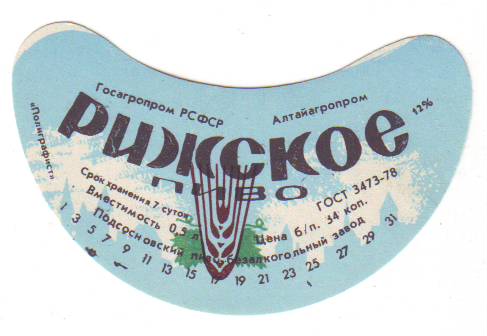 Госагропром РСФСР
Алтайагропром
«Полиграфист»
Рижское
12%
ПИВО
Срок хранения 7 суток
ГОСТ 3473-78
Вместимость 0,5 л
Цена б/п. 34 коп.
Подсосновский пиво-безалкогольный завод
1 3 5 7 9 11 13 15 17 19 21 23 25 27 29 31